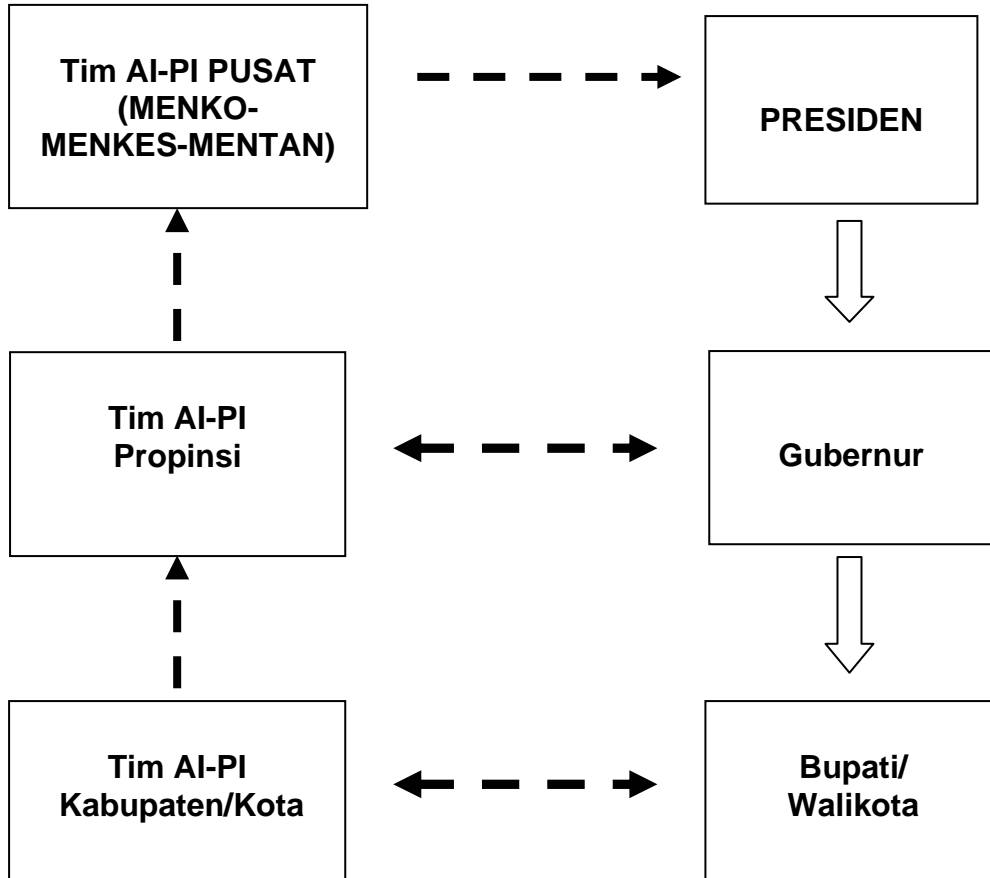 Tim AI-PI PUSAT
(MENKO-
MENKES-MENTAN)
PRESIDEN
Tim AI-PI
Propinsi
Gubernur
Tim AI-PI
Kabupaten/Kota
Bupati/
Walikota